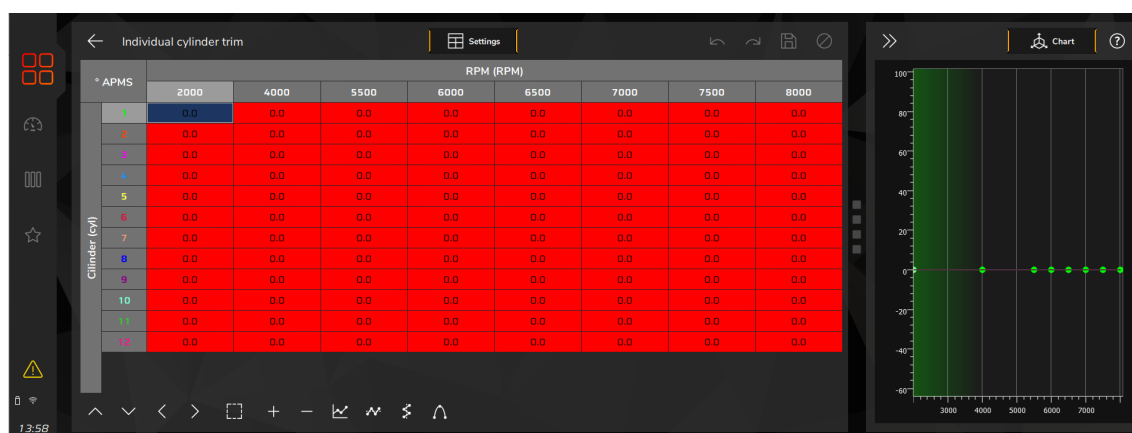 Individual cylinder trim
Settings
Chart
?
° APMS
RPM (RPM)
2000 4000 5500 6000 6500 7000 7500 8000
Cilinder (cyl)
1 0.0 0.0 0.0 0.0 0.0 0.0 0.0 0.0
2 0.0 0.0 0.0 0.0 0.0 0.0 0.0 0.0
3 0.0 0.0 0.0 0.0 0.0 0.0 0.0 0.0
4 0.0 0.0 0.0 0.0 0.0 0.0 0.0 0.0
5 0.0 0.0 0.0 0.0 0.0 0.0 0.0 0.0
6 0.0 0.0 0.0 0.0 0.0 0.0 0.0 0.0
7 0.0 0.0 0.0 0.0 0.0 0.0 0.0 0.0
8 0.0 0.0 0.0 0.0 0.0 0.0 0.0 0.0
9 0.0 0.0 0.0 0.0 0.0 0.0 0.0 0.0
10 0.0 0.0 0.0 0.0 0.0 0.0 0.0 0.0
11 0.0 0.0 0.0 0.0 0.0 0.0 0.0 0.0
12 0.0 0.0 0.0 0.0 0.0 0.0 0.0 0.0
13:58
100
80
60
40
20
0
-20
-40
-60
3000 4000 5000 6000 7000